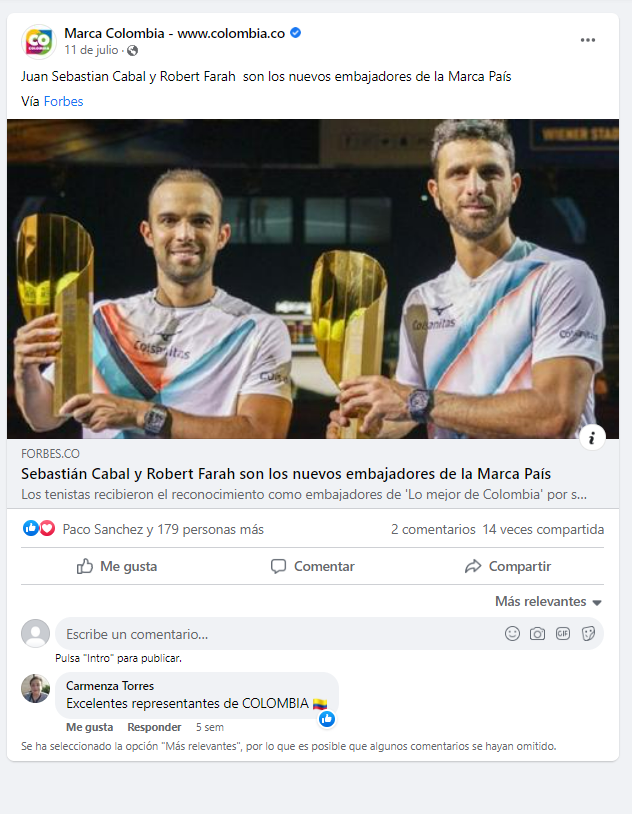 Marca Colombia - www.colombia.co
11 de julio ·
Juan Sebastian Cabal y Robert Farah son los nuevos embajadores de la Marca País
Vía Forbes
WIENER STAD
Colsanitas
Colsanitas
FORBES.CO
Sebastián Cabal y Robert Farah son los nuevos embajadores de la Marca País
Los tenistas recibieron el reconocimiento como embajadores de 'Lo mejor de Colombia' por s...
Paco Sanchez y 179 personas más
2 comentarios 14 veces compartida
Me gusta
Comentar
Compartir
Más relevantes
Escribe un comentario...
GIF
Pulsa "Intro" para publicar.
Carmenza Torres
Excelentes representantes de COLOMBIA 🇨🇴
Me gusta Responder 5 sem
Se ha seleccionado la opción "Más relevantes", por lo que es posible que algunos comentarios se hayan omitido.